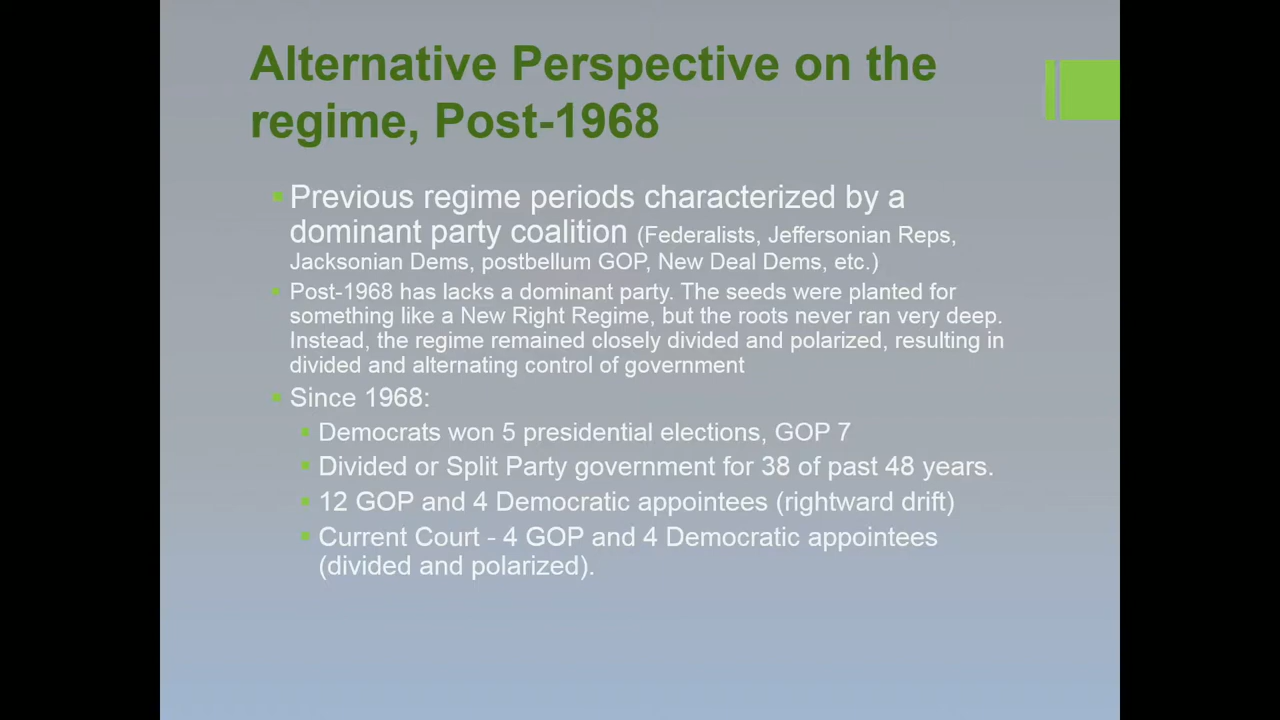 Alternative Perspective on the
regime, Post-1968
Previous regime periods characterized by a
dominant party coalition (Federalists, Jeffersonian Reps,
Jacksonian Dems, postbellum GOP, New Deal Dems, etc.)
Post-1968 has lacks a dominant party. The seeds were planted for
something like a New Right Regime, but the roots never ran very deep.
Instead, the regime remained closely divided and polarized, resulting in
divided and alternating control of government
Since 1968:
Democrats won 5 presidential elections, GOP 7
Divided or Split Party government for 38 of past 48 years.
12 GOP and 4 Democratic appointees (rightward drift)
Current Court - 4 GOP and 4 Democratic appointees
(divided and polarized).